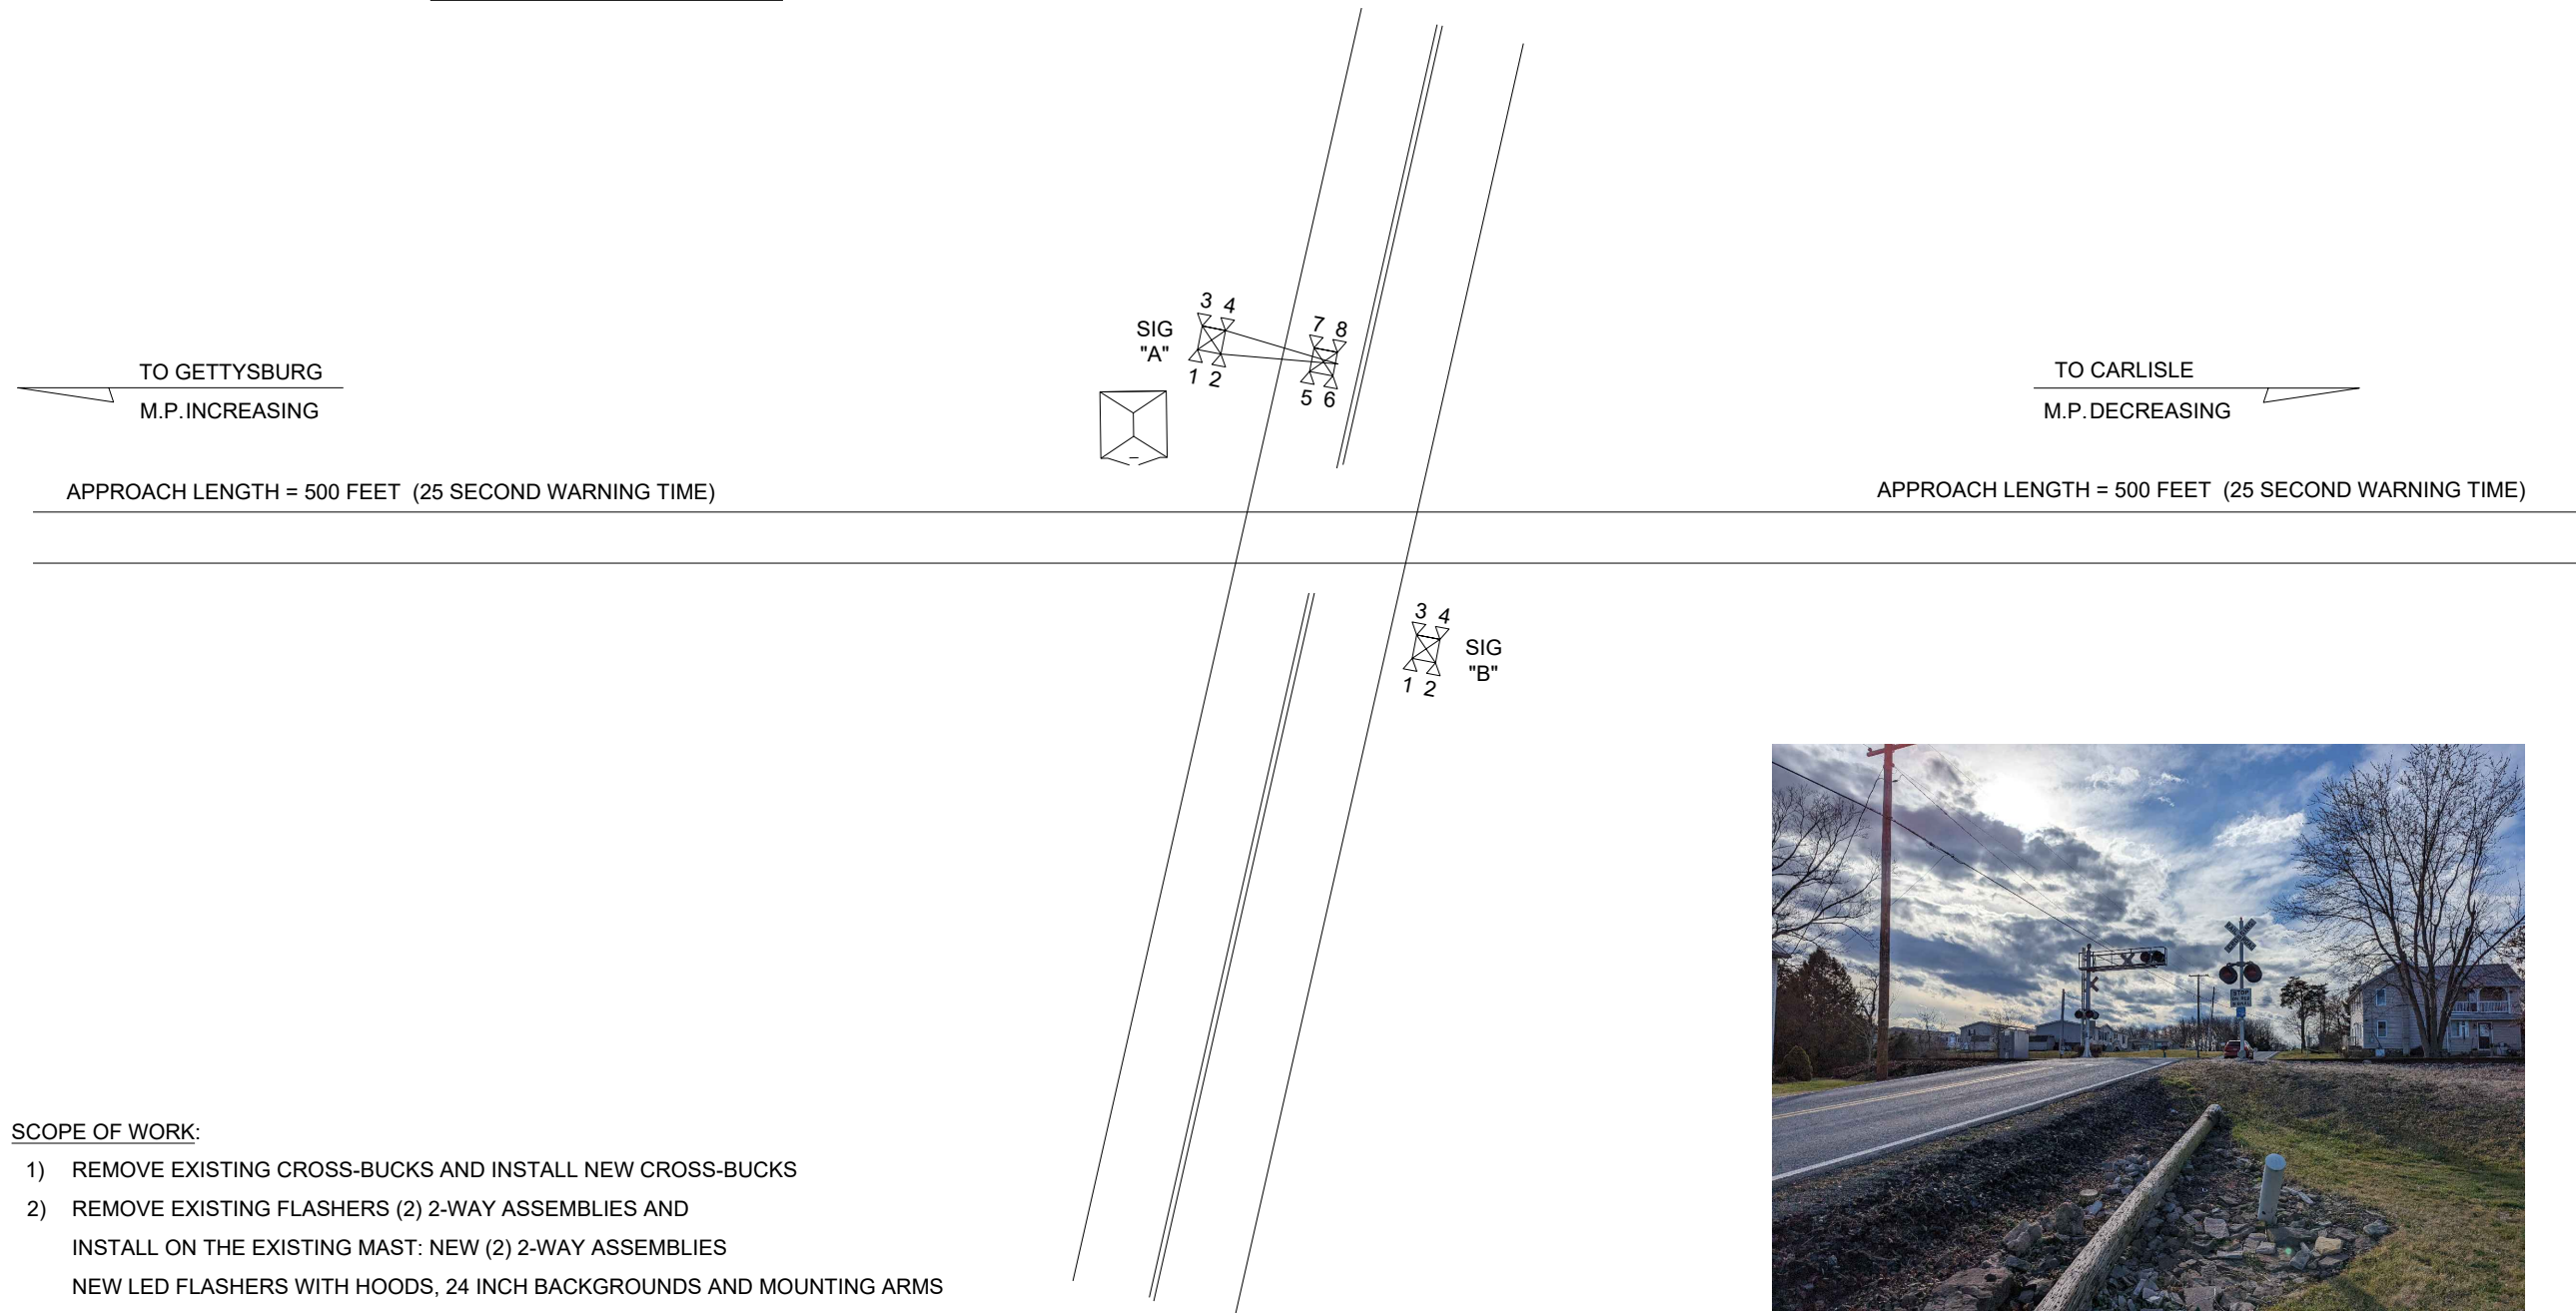 3 4
SIG
"A"
1 2
7 8
5 6
TO GETTYSBURG
M.P. INCREASING
TO CARLISLE
M.P. DECREASING
APPROACH LENGTH = 500 FEET (25 SECOND WARNING TIME)
APPROACH LENGTH = 500 FEET (25 SECOND WARNING TIME)
3 4
SIG
"B"
1 2
STOP
SCOPE OF WORK:
1) REMOVE EXISTING CROSS-BUCKS AND INSTALL NEW CROSS-BUCKS
2) REMOVE EXISTING FLASHERS (2) 2-WAY ASSEMBLIES AND
INSTALL ON THE EXISTING MAST: NEW (2) 2-WAY ASSEMBLIES
NEW LED FLASHERS WITH HOODS, 24 INCH BACKGROUNDS AND MOUNTING ARMS